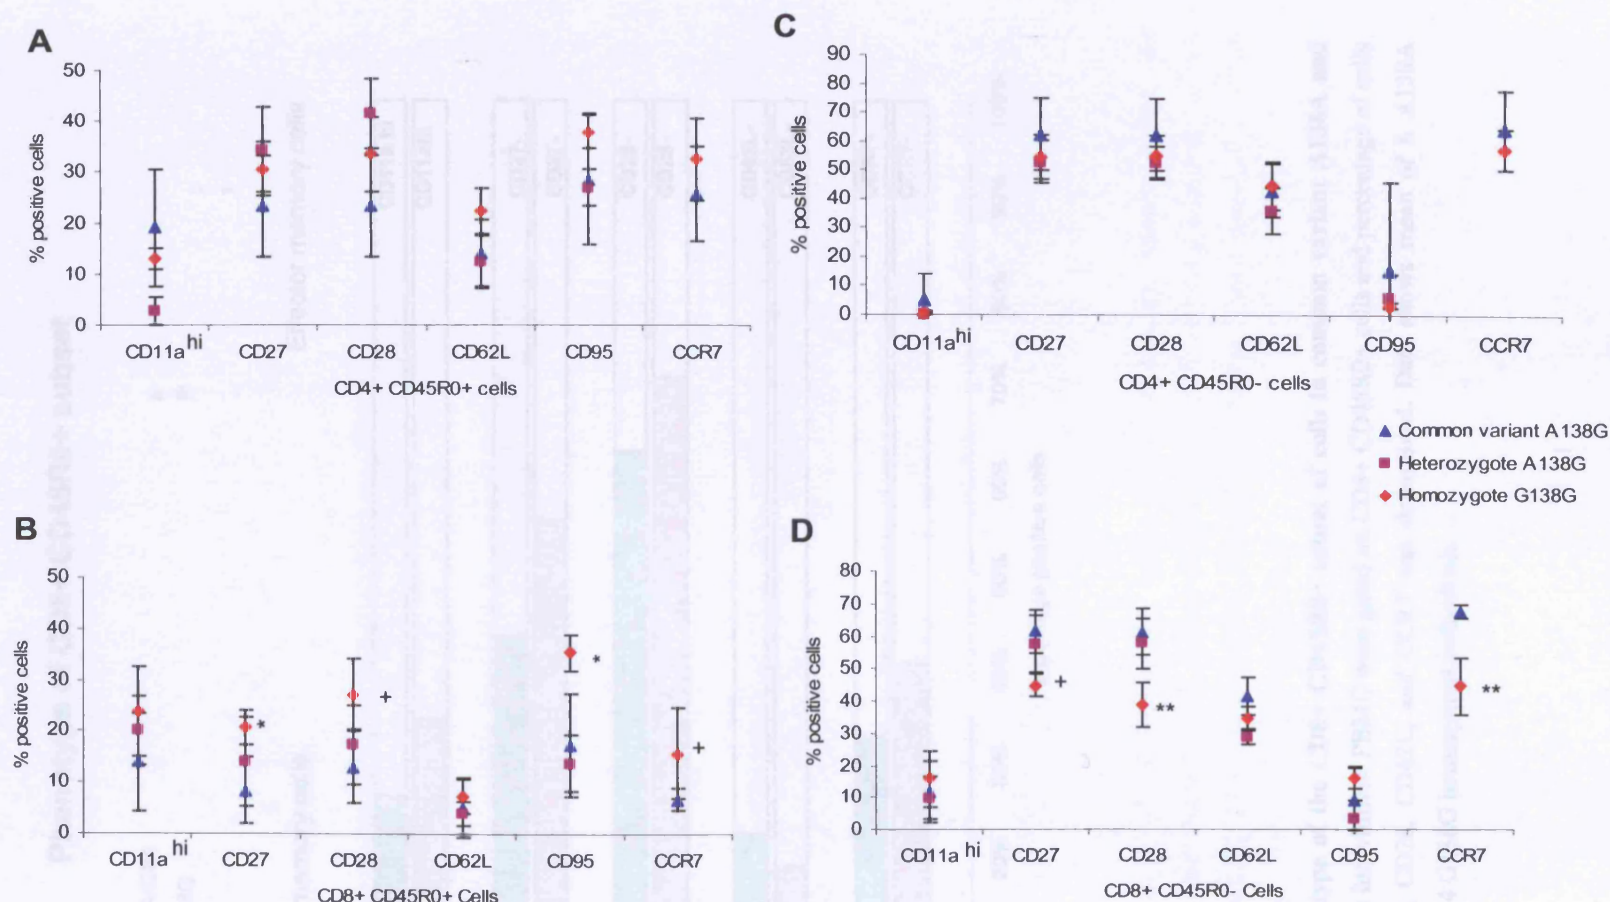 A
50
40
30
20
10
0
% positive cells
CD11a hi CD27 CD28 CD62L CD95 CCR7
CD4+ CD45R0+ cells
C
90
80
70
60
50
40
30
20
10
0
% positive cells
CD11a hi CD27 CD28 CD62L CD95 CCR7
CD4+ CD45R0- cells
Common variant A138G
Heterozygote A138G
Homozygote G138G
B
50
40
30
20
10
0
% positive cells
* + * +
CD11a hi CD27 CD28 CD62L CD95 CCR7
CD8+ CD45R0+ Cells
D
80
70
60
50
40
30
20
10
0
% positive cells
+ ** **
CD11a hi CD27 CD28 CD62L CD95 CCR7
CD8+ CD45R0- Cells